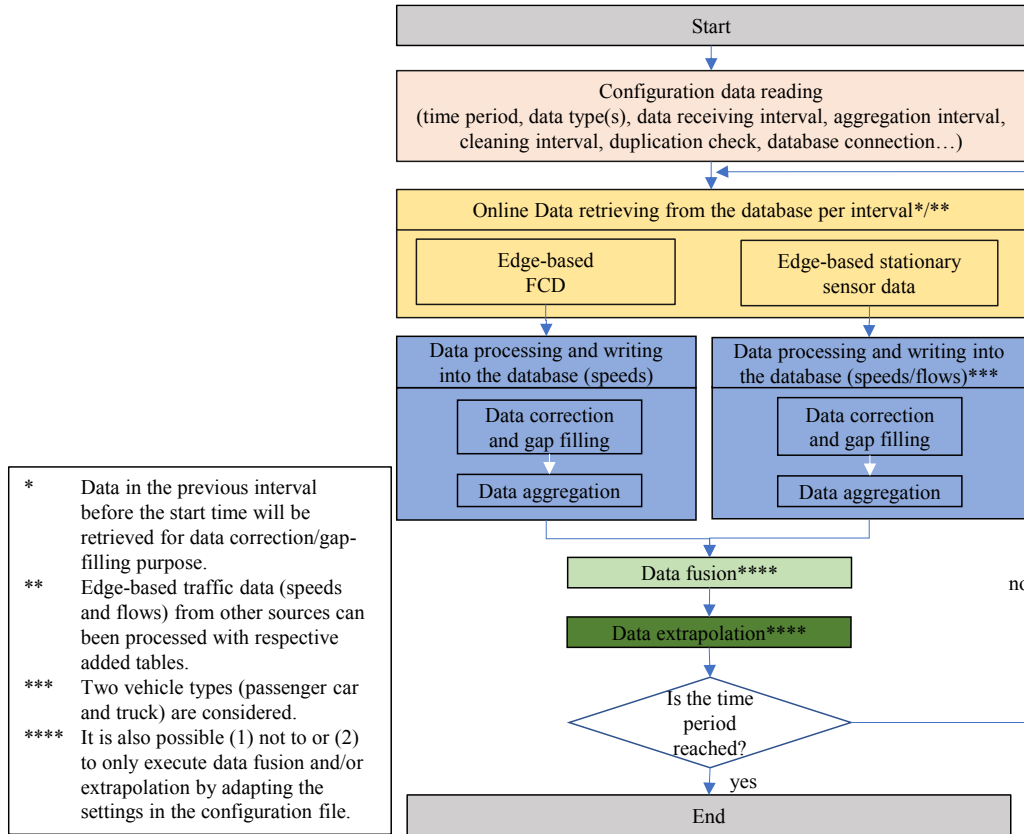 Start
Configuration data reading
(time period, data type(s), data receiving interval, aggregation interval,
cleaning interval, duplication check, database connection…)
Online Data retrieving from the database per interval*/**
Edge-based
FCD
Edge-based stationary
sensor data
Data processing and writing
into the database (speeds)
Data processing and writing into
the database (speeds/flows)***
Data correction
and gap filling
Data correction
and gap filling
Data aggregation
Data aggregation
Data fusion****
no
Data extrapolation****
Is the time
period
reached?
yes
End
* Data in the previous interval
before the start time will be
retrieved for data correction/gap-
filling purpose.
** Edge-based traffic data (speeds
and flows) from other sources can
been processed with respective
added tables.
*** Two vehicle types (passenger car
and truck) are considered.
**** It is also possible (1) not to or (2)
to only execute data fusion and/or
extrapolation by adapting the
settings in the configuration file.